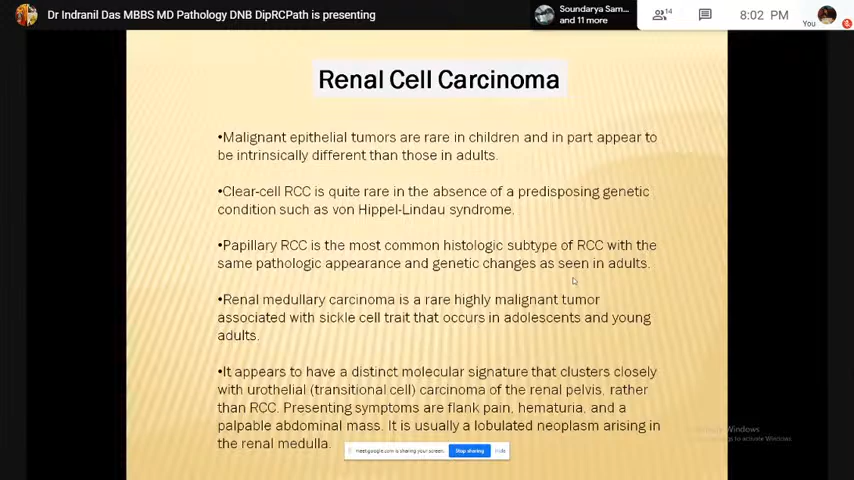 Dr Indranil Das MBBS MD Pathology DNB DipRCPath is presenting
Soundarya Sam...
and 11 more
14
8:02 PM
You
Renal Cell Carcinoma
•Malignant epithelial tumors are rare in children and in part appear to
be intrinsically different than those in adults.
•Clear-cell RCC is quite rare in the absence of a predisposing genetic
condition such as von Hippel-Lindau syndrome.
•Papillary RCC is the most common histologic subtype of RCC with the
same pathologic appearance and genetic changes as seen in adults.
•Renal medullary carcinoma is a rare highly malignant tumor
associated with sickle cell trait that occurs in adolescents and young
adults.
•It appears to have a distinct molecular signature that clusters closely
with urothelial (transitional cell) carcinoma of the renal pelvis, rather
than RCC. Presenting symptoms are flank pain, hematuria, and a
palpable abdominal mass. It is usually a lobulated neoplasm arising in
the renal medulla.
meet.google.com is sharing your screen.
Stop sharing
Hide
Windows
to activate Windows.